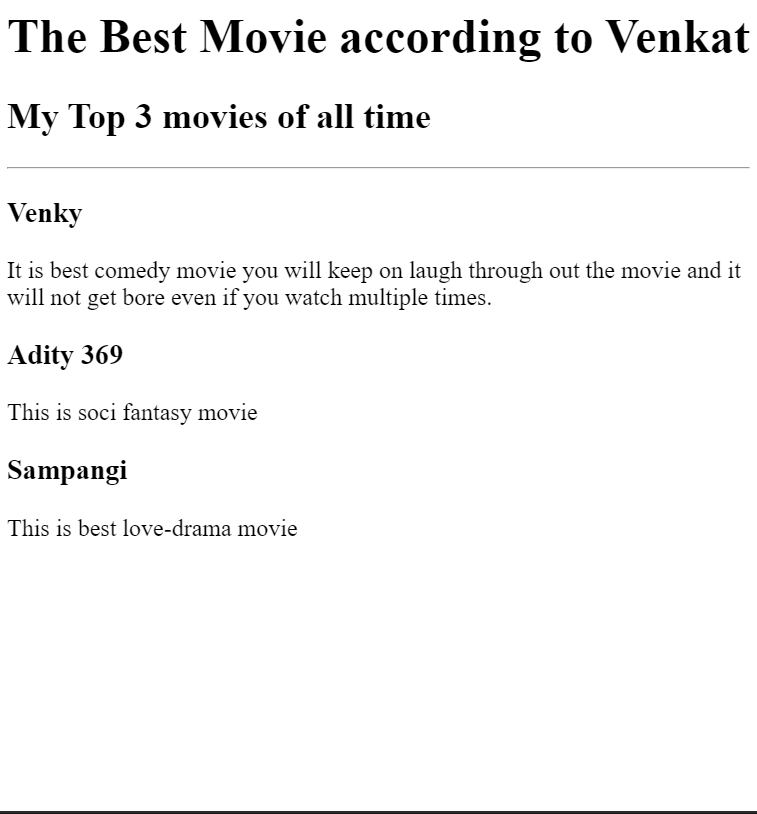 The Best Movie according to Venkat
My Top 3 movies of all time
Venky
It is best comedy movie you will keep on laugh through out the movie and it
will not get bore even if you watch multiple times.
Adity 369
This is soci fantasy movie
Sampangi
This is best love-drama movie